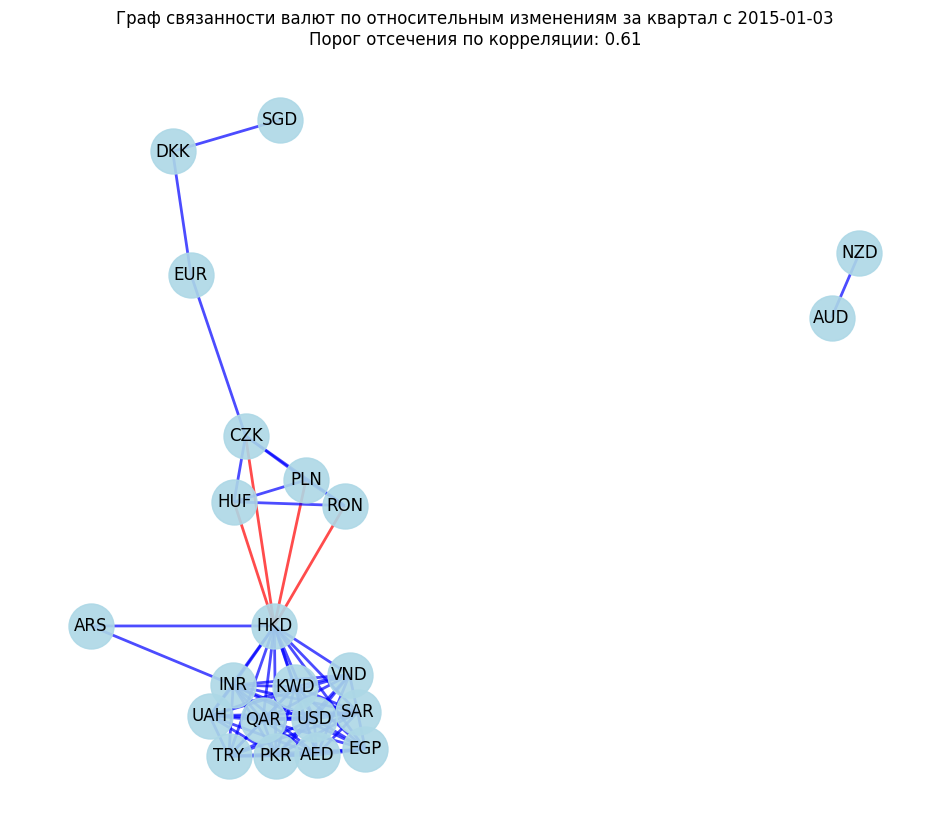 Граф связанности валют по относительным изменениям за квартал с 2015-01-03
Порог отсечения по корреляции: 0.61
SGD
DKK
NZD
EUR
AUD
CZK
PLN
HUF
RON
ARS
HKD
VND
INR
KWD
SAR
UAH
QAR
USD
EGP
TRY
PKR
AED